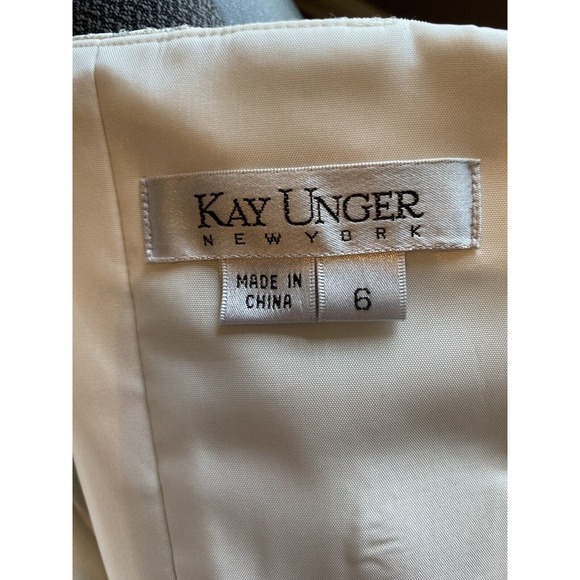 KAY UNGER
NEW YORK
MADE IN
CHINA
6